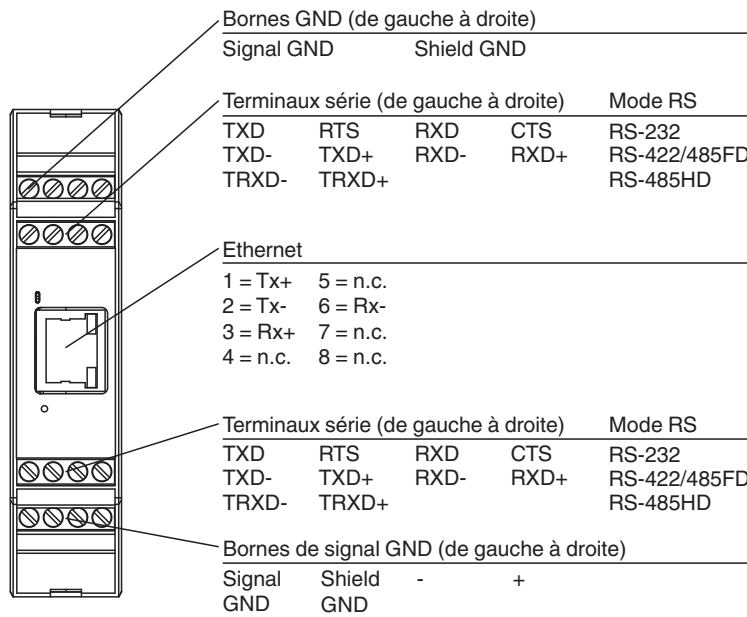 Bornes GND (de gauche à droite)
Signal GND Shield GND
Terminaux série (de gauche à droite) Mode RS
TXD RTS RXD CTS RS-232
TXD- TXD+ RXD- RXD+ RS-422/485FD
TRXD- TRXD+ RS-485HD
Ethernet
1 = Tx+ 5 = n.c.
2 = Tx- 6 = Rx-
3 = Rx+ 7 = n.c.
4 = n.c. 8 = n.c.
Terminaux série (de gauche à droite) Mode RS
TXD RTS RXD CTS RS-232
TXD- TXD+ RXD- RXD+ RS-422/485FD
TRXD- TRXD+ RS-485HD
Bornes de signal GND (de gauche à droite)
Signal Shield - +
GND GND